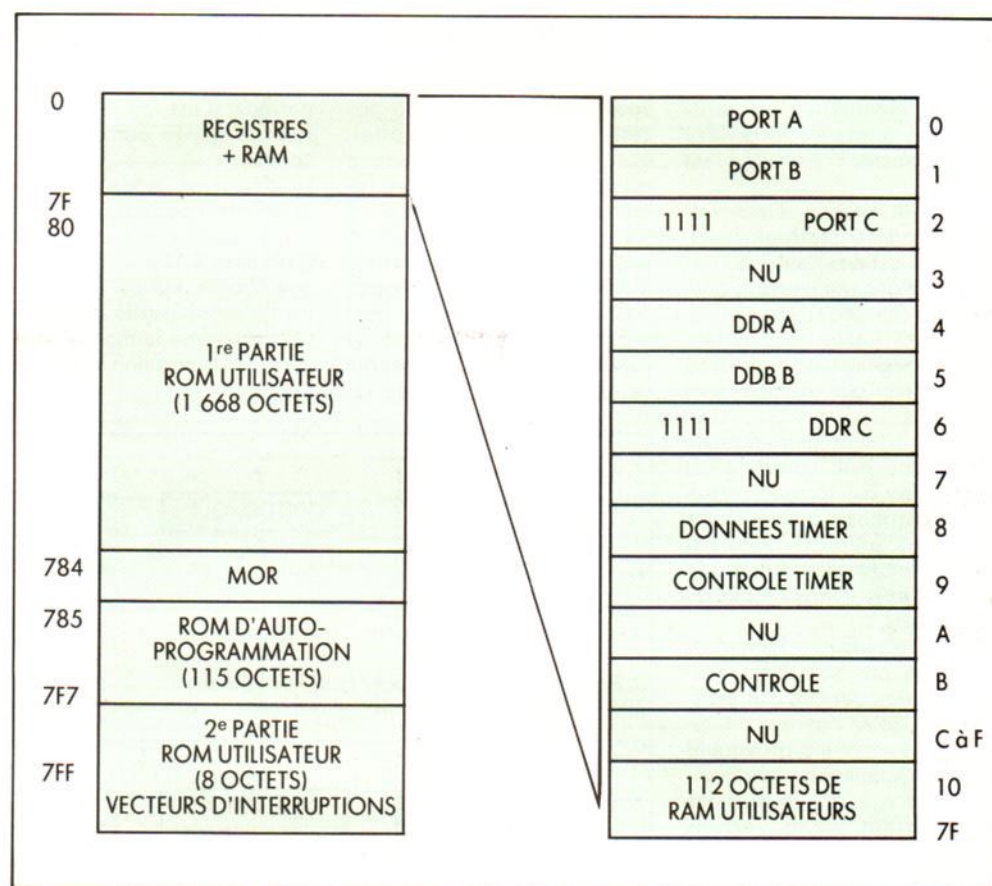 0
REGISTRES
+ RAM
7F
80
1re PARTIE
ROM UTILISATEUR
(1 668 OCTETS)
784
MOR
785
ROM D'AUTO-
PROGRAMMATION
(115 OCTETS)
7F7
2e PARTIE
ROM UTILISATEUR
(8 OCTETS)
7FF
VECTEURS D'INTERRUPTIONS
PORT A 0
PORT B 1
1111 PORT C 2
NU 3
DDR A 4
DDB B 5
1111 DDR C 6
NU 7
DONNEES TIMER 8
CONTROLE TIMER 9
NU A
CONTROLE B
NU C à F
112 OCTETS DE 10
RAM UTILISATEURS
7F